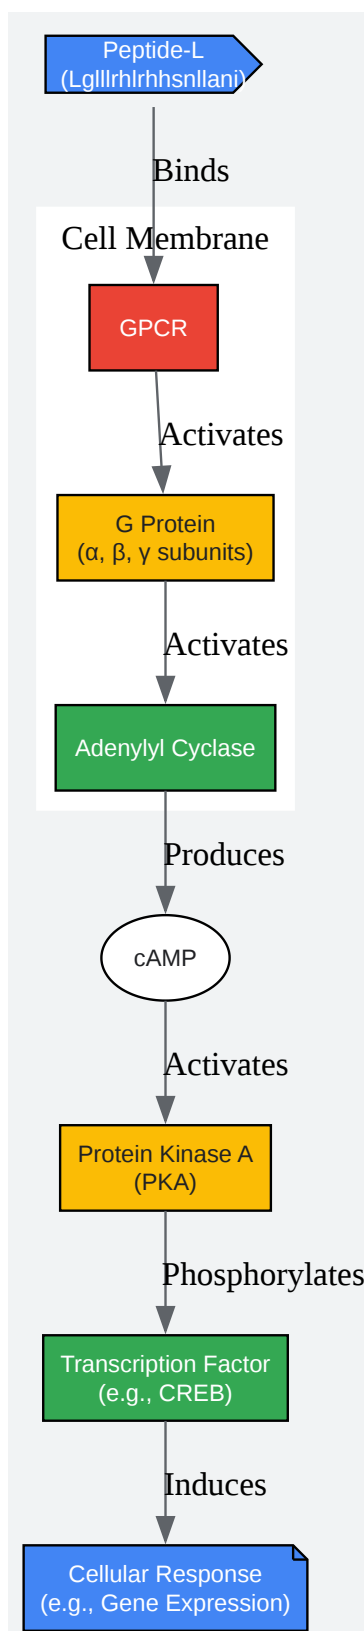 Peptide-L
(Lglllrhlrhhsnllani)
Binds
Cell Membrane
GPCR
Activates
G Protein
(α, β, γ subunits)
Activates
Adenylyl Cyclase
Produces
cAMP
Activates
Protein Kinase A
(PKA)
Phosphorylates
Transcription Factor
(e.g., CREB)
Induces
Cellular Response
(e.g., Gene Expression)